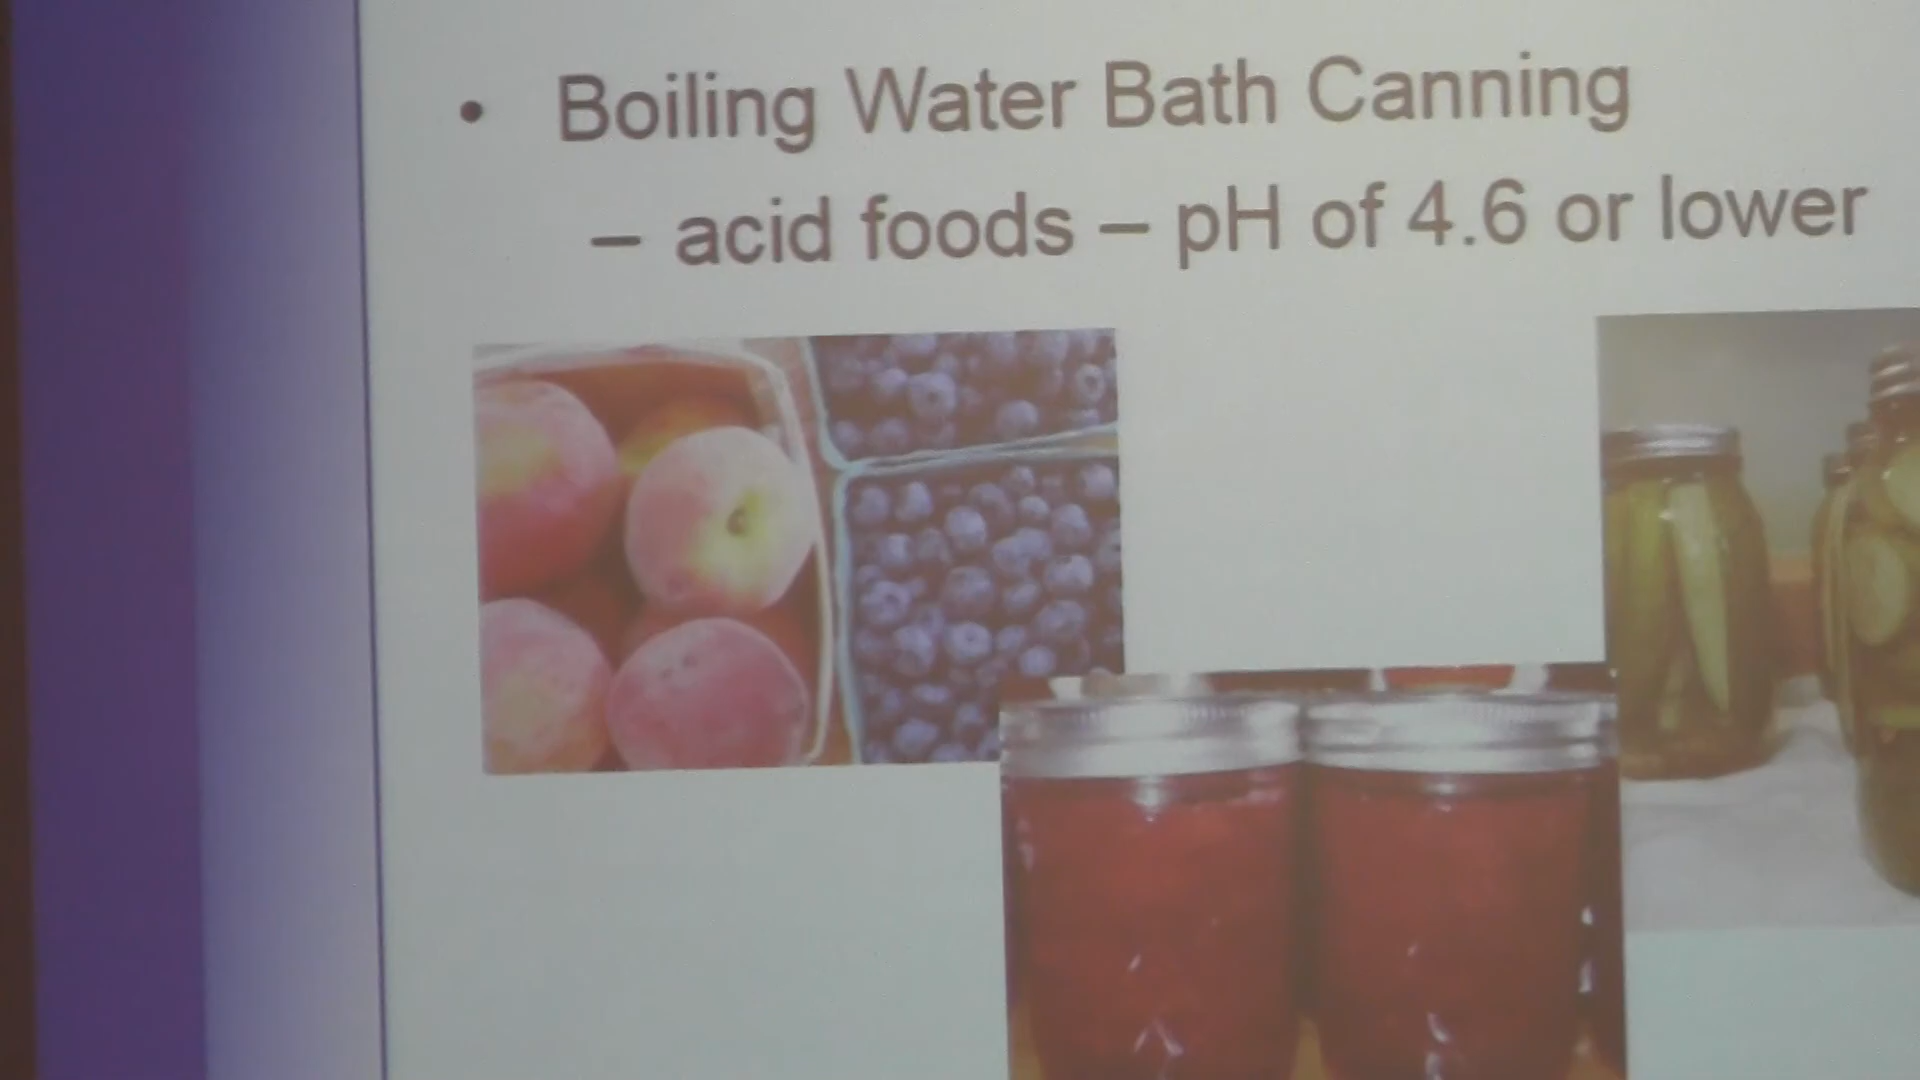 • Boiling Water Bath Canning
– acid foods – pH of 4.6 or lower